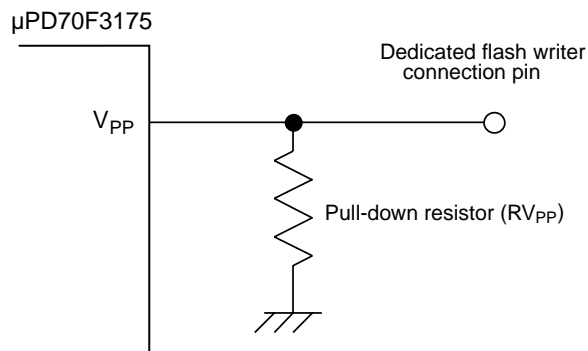 µPD70F3175
Dedicated flash writer
connection pin
VPP
Pull-down resistor (RVPP)